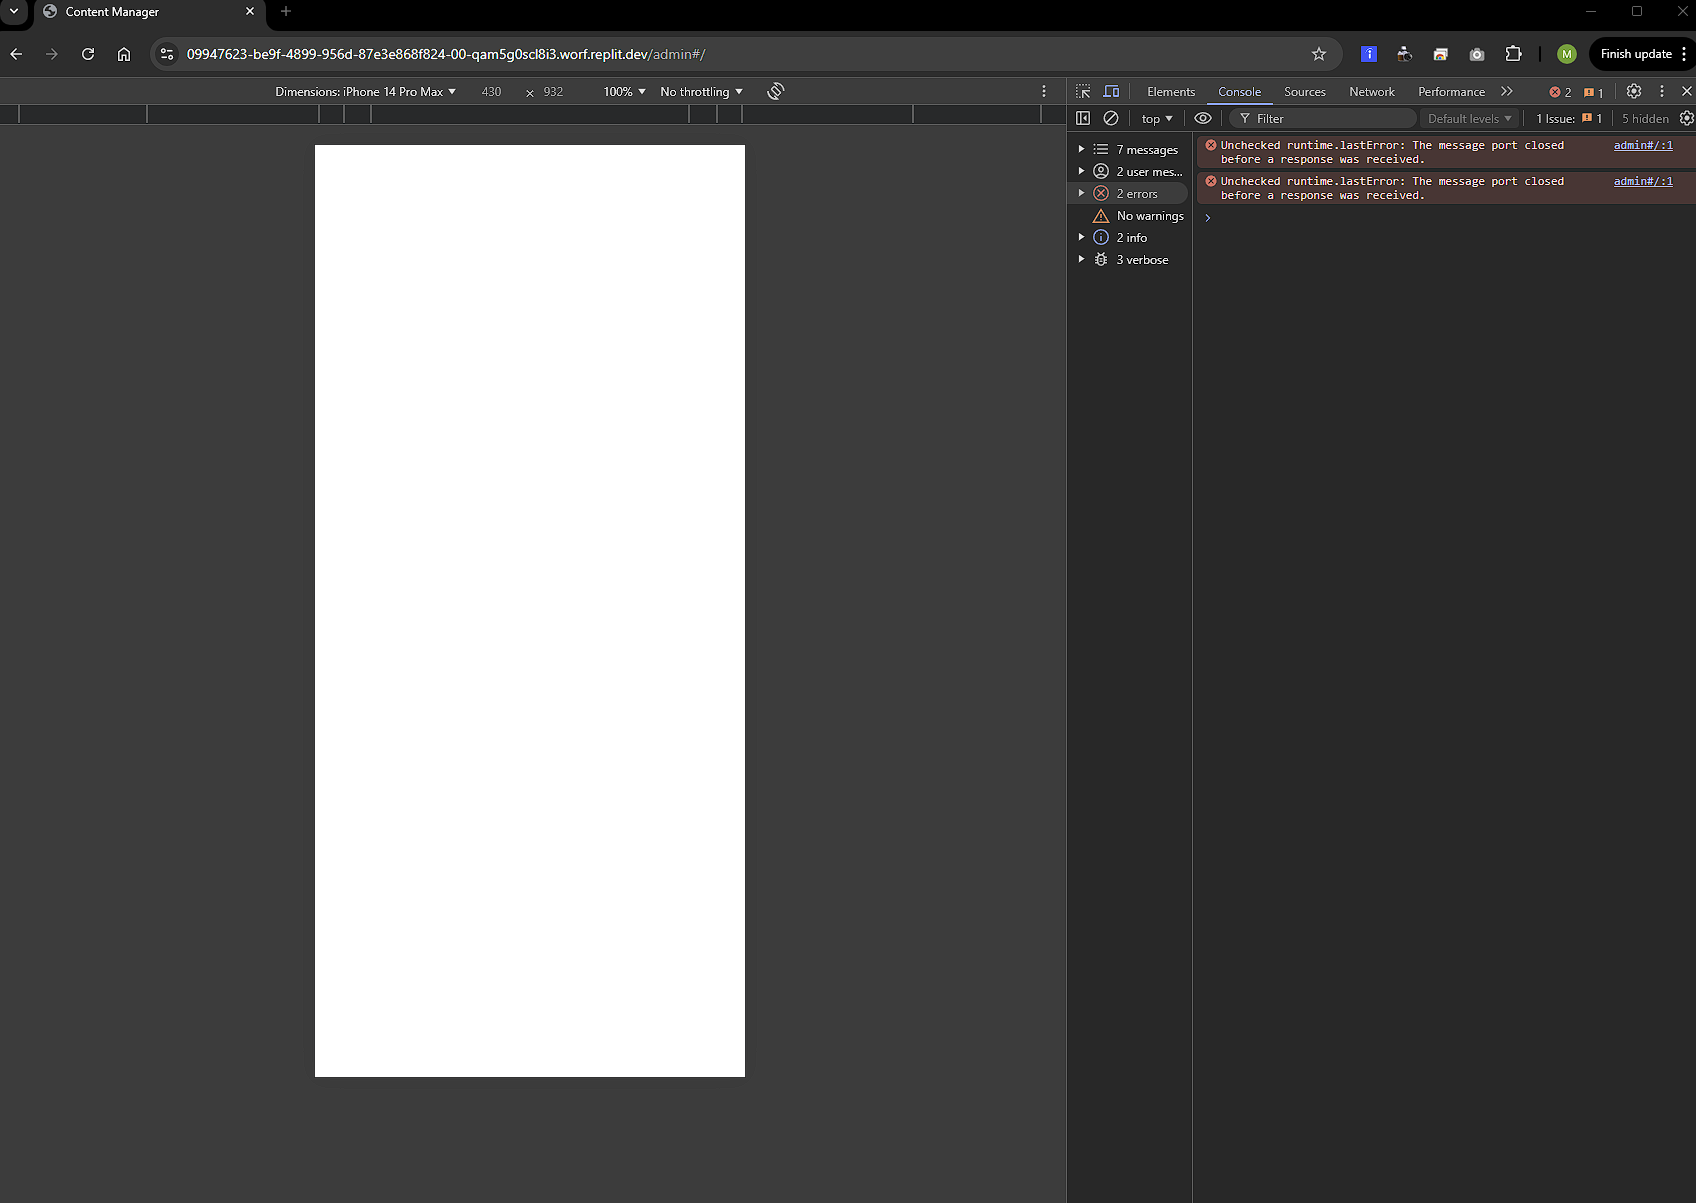 Content Manager
09947623-be9f-4899-956d-87e3e868f824-00-qam5g0scl8i3.worf.replit.dev/admin#/
M
Finish update
Dimensions: iPhone 14 Pro Max
430 × 932
100%
No throttling
Elements Console Sources Network Performance
2
1
top
Filter
Default levels
1 Issue: 1
5 hidden
7 messages
2 user mes...
2 errors
No warnings
2 info
3 verbose
Unchecked runtime.lastError: The message port closed admin#/:1
before a response was received.
Unchecked runtime.lastError: The message port closed admin#/:1
before a response was received.